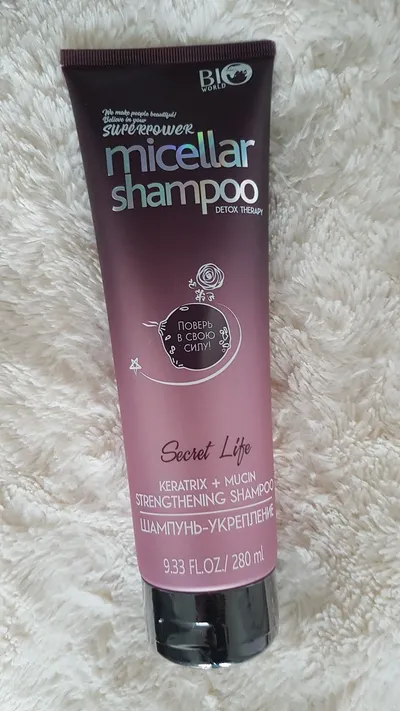 BIO
WORLD
We make people beautiful!
Believe in your
SUPERPOWER
micellar
shampoo
DETOX THERAPY
ПОВЕРЬ
В СВОЮ
СИЛУ!
Secret Life
KERATRIX + MUCIN
STRENGTHENING SHAMPOO
ШАМПУНЬ-УКРЕПЛЕНИЕ
9.33 FL.OZ./ 280 ml